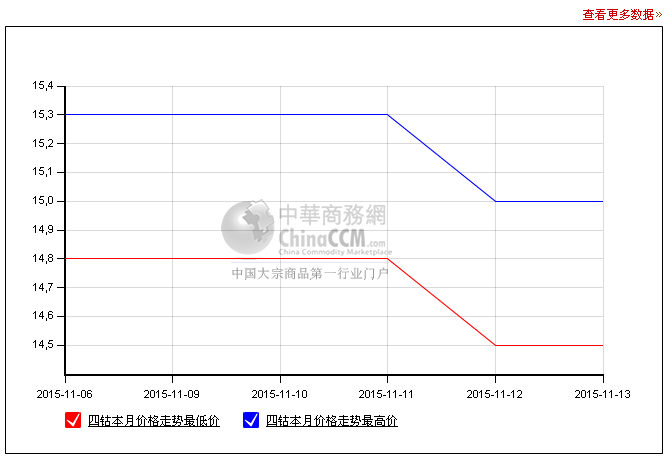 查看更多数据»
15,4
15,3
15,2
15,1
15,0
14,9
14,8
14,7
14,6
14,5
中華商務網
ChinaCCM.com
China Commodity Marketplace
中国大宗商品第一行业门户
2015-11-06 2015-11-09 2015-11-10 2015-11-11 2015-11-12 2015-11-13
四钴本月价格走势最低价 四钴本月价格走势最高价